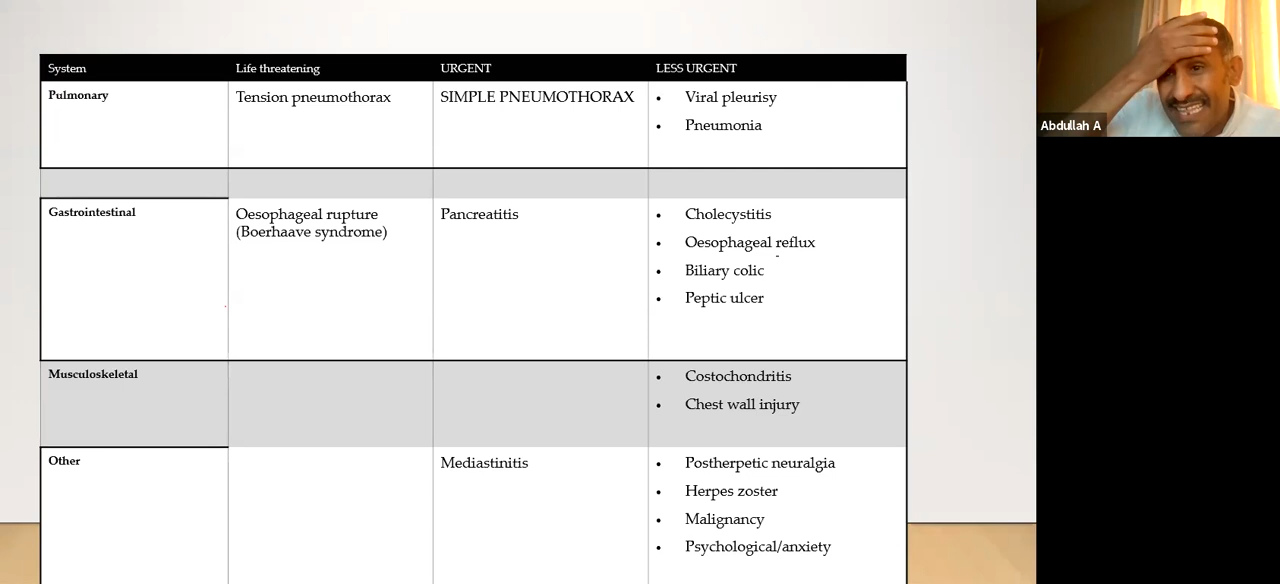 System Life threatening URGENT LESS URGENT
Pulmonary Tension pneumothorax SIMPLE PNEUMOTHORAX • Viral pleurisy
• Pneumonia
Gastrointestinal Oesophageal rupture Pancreatitis • Cholecystitis
(Boerhaave syndrome)
• Oesophageal reflux
• Biliary colic
• Peptic ulcer
Musculoskeletal • Costochondritis
• Chest wall injury
Other Mediastinitis • Postherpetic neuralgia
• Herpes zoster
• Malignancy
• Psychological/anxiety
Abdullah A